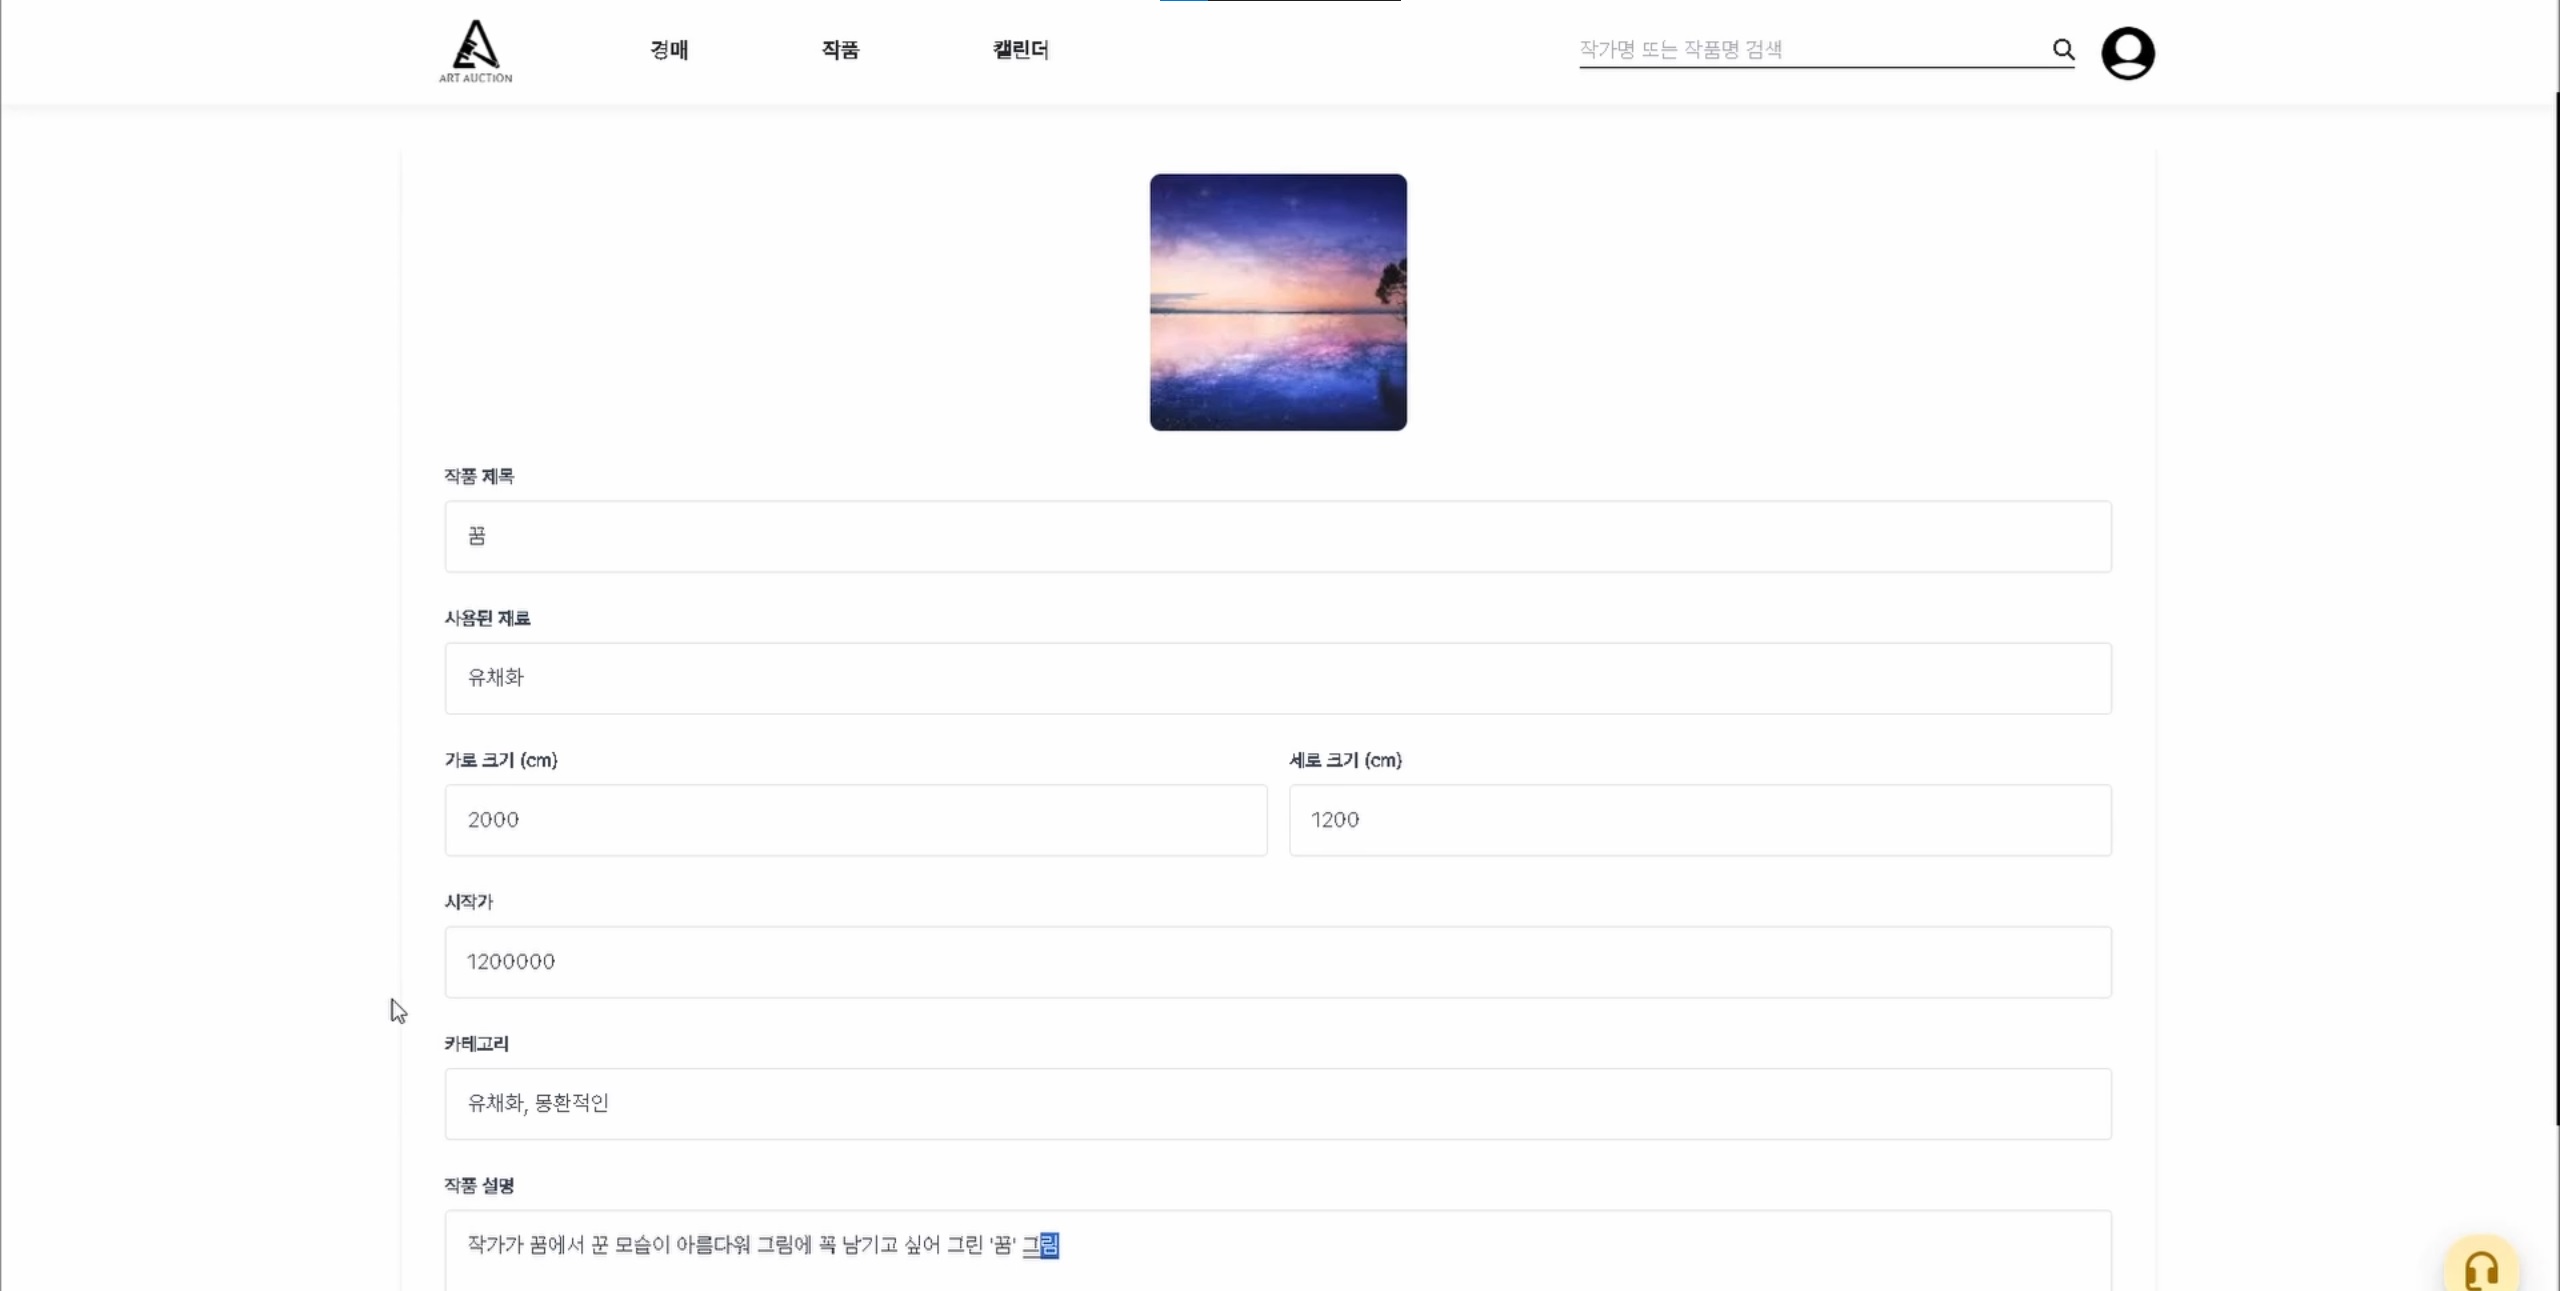 ART AUCTION
경매
작품
캘린더
작가명 또는 작품명 검색
작품 제목
꿈
사용된 재료
유채화
가로 크기 (cm)
세로 크기 (cm)
2000
1200
시작가
1200000
카테고리
유채화, 몽환적인
작품 설명
작가가 꿈에서 꾼 모습이 아름다워 그림에 꼭 남기고 싶어 그린 '꿈' 그림